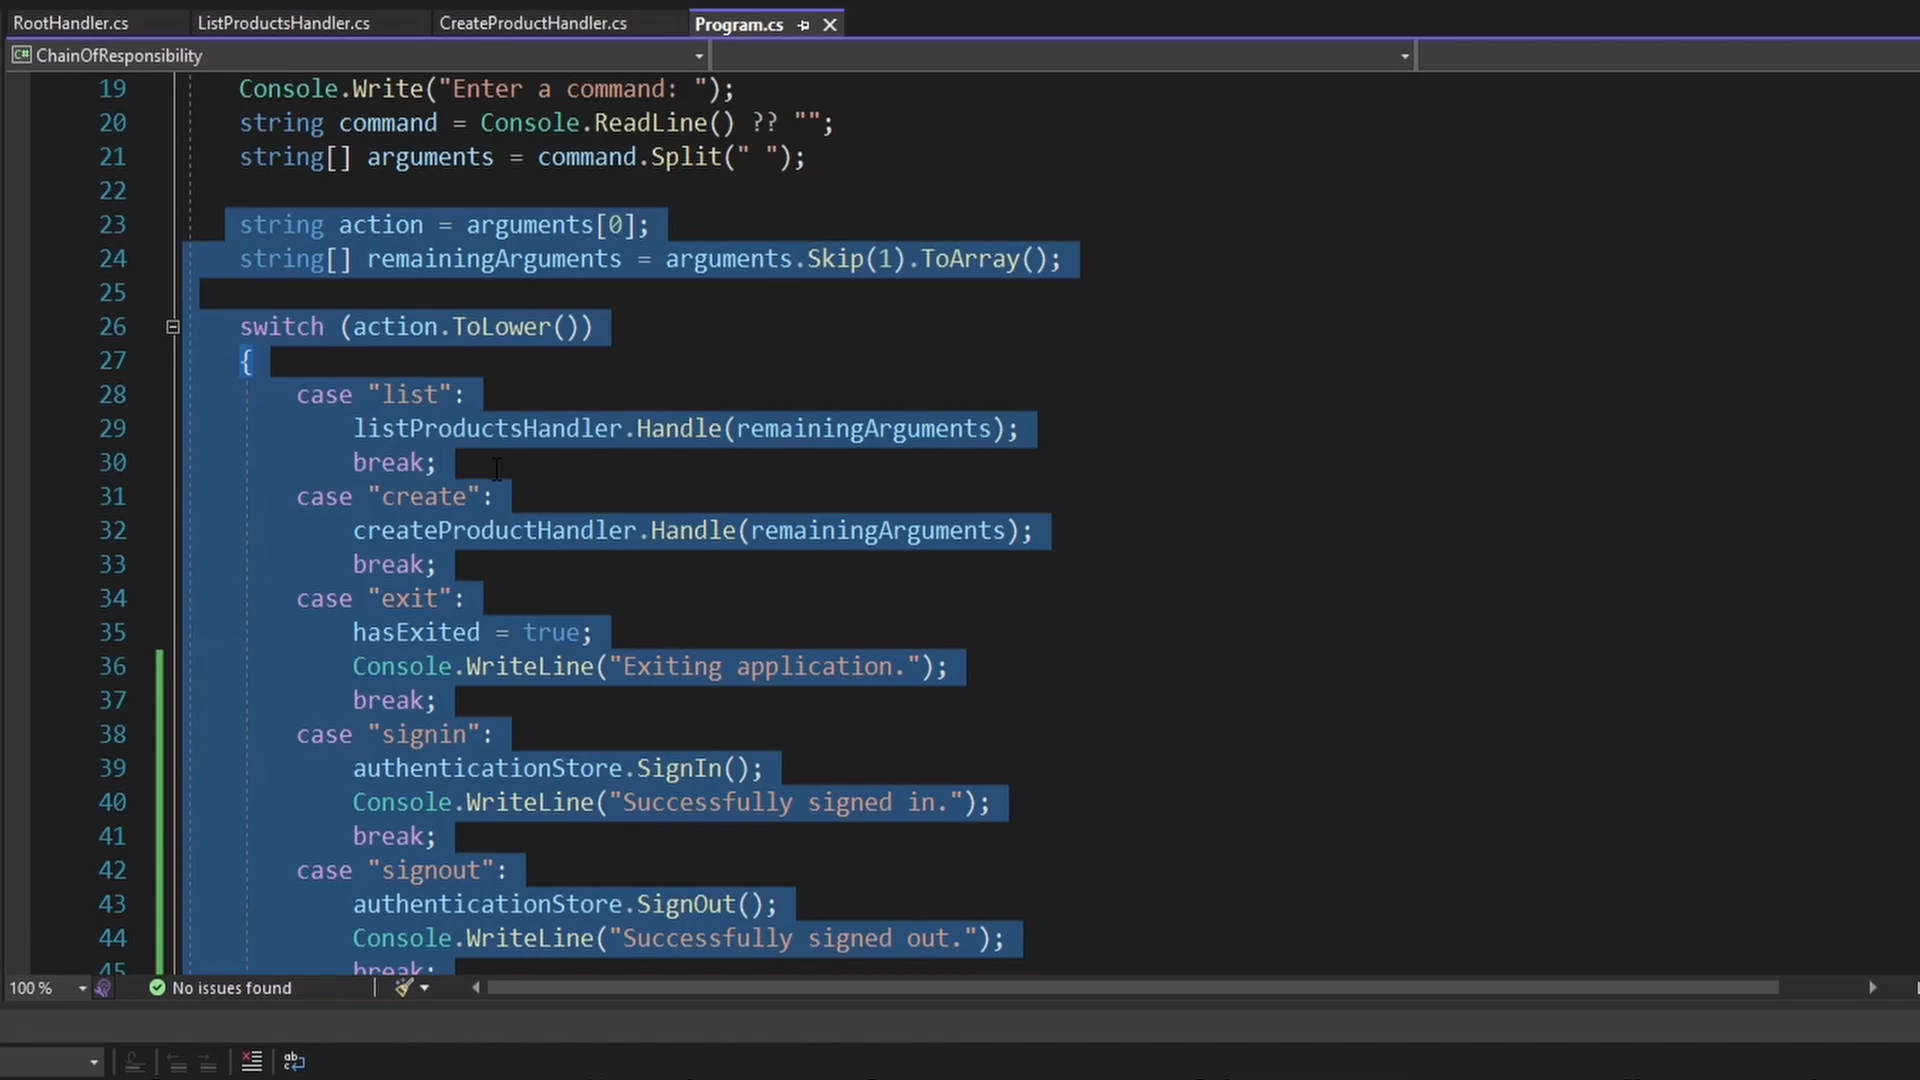 RootHandler.cs ListProductsHandler.cs CreateProductHandler.cs Program.cs
C# ChainOfResponsibility
19 Console.Write("Enter a command: ");
20 string command = Console.ReadLine() ?? "";
21 string[] arguments = command.Split(" ");
22
23 string action = arguments[0];
24 string[] remainingArguments = arguments.Skip(1).ToArray();
25
26 switch (action.ToLower())
27 {
28 case "list":
29 listProductsHandler.Handle(remainingArguments);
30 break;
31 case "create":
32 createProductHandler.Handle(remainingArguments);
33 break;
34 case "exit":
35 hasExited = true;
36 Console.WriteLine("Exiting application.");
37 break;
38 case "signin":
39 authenticationStore.SignIn();
40 Console.WriteLine("Successfully signed in.");
41 break;
42 case "signout":
43 authenticationStore.SignOut();
44 Console.WriteLine("Successfully signed out.");
45 break;
100 % No issues found